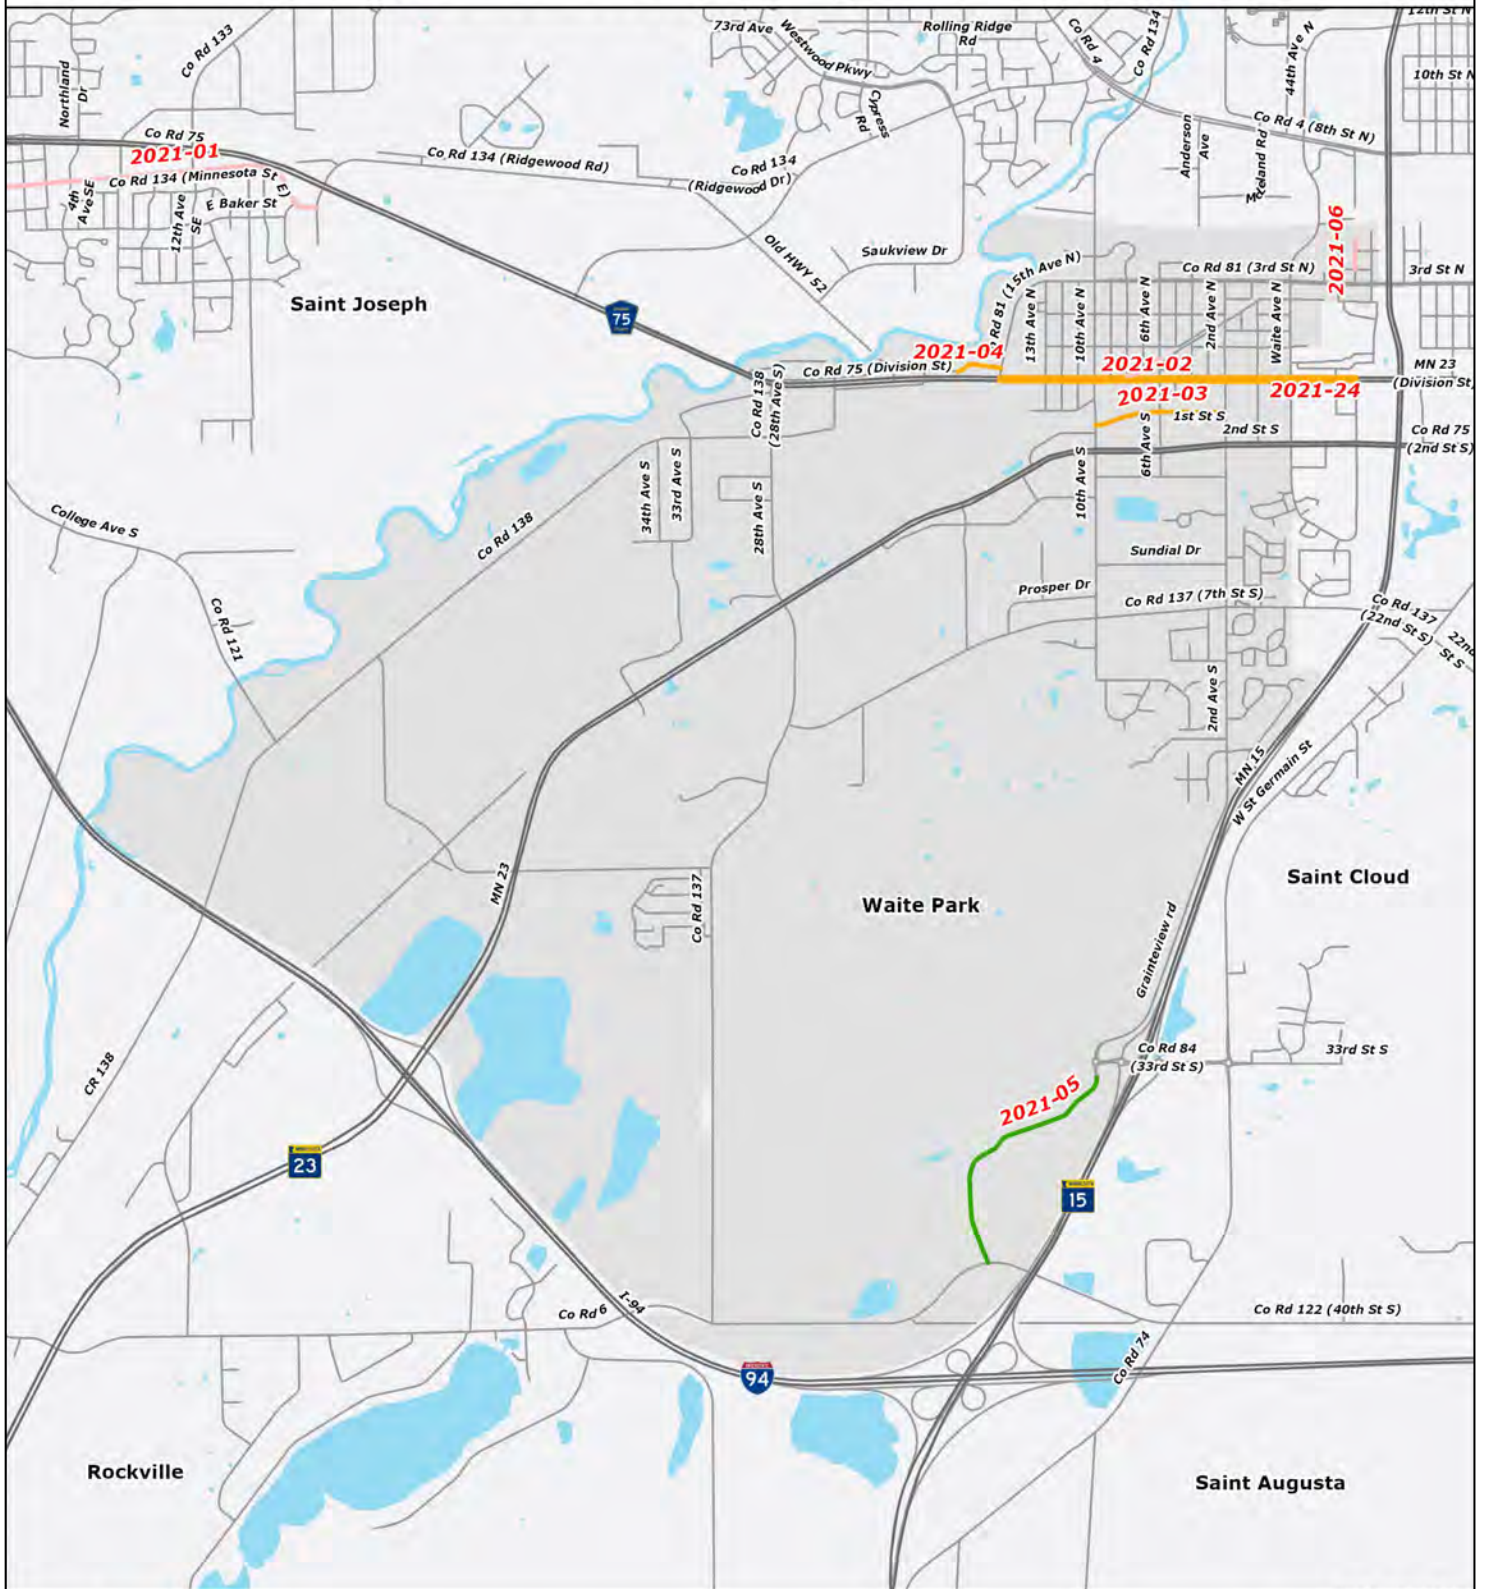 73rd Ave
Westwood Pkwy
Rolling Ridge
Rd
Co Rd 4
Co Rd 134
44th Ave N
12th St N
10th St N
Co Rd 133
Northland
Dr
Cypress
Rd
Co Rd 4 (8th St N)
Anderson
Ave
Co Rd 75
2021-01
Co Rd 134 (Minnesota St E)
Co Rd 134 (Ridgewood Rd)
Co Rd 134
(Ridgewood Dr)
4th
Ave SE
12th Ave
SE
E Baker St
Old HWY 52
Saukview Dr
2021-06
Co Rd 81 (3rd St N)
3rd St N
Saint Joseph
75
Rd 81 (15th Ave N)
13th Ave N
10th Ave N
6th Ave N
2nd Ave N
Waite Ave N
2021-04
2021-02
MN 23
(Division St)
Co Rd 75 (Division St)
2021-24
2021-03
Co Rd 138
(28th Ave S)
1st St S
2nd St S
Co Rd 75
(2nd St S)
6th Ave S
10th Ave S
34th Ave S
33rd Ave S
28th Ave S
College Ave S
Co Rd 138
Sundial Dr
Prosper Dr
Co Rd 137 (7th St S)
Co Rd 137
(22nd St S)
22nd
St S
Co Rd 121
2nd Ave S
MN 15
W St Germain St
MN 23
Co Rd 137
Waite Park
Saint Cloud
Grainteview rd
Co Rd 84
(33rd St S)
33rd St S
CR 138
2021-05
23
15
Co Rd 6
I-94
Co Rd 122 (40th St S)
Co Rd 74
94
Rockville
Saint Augusta